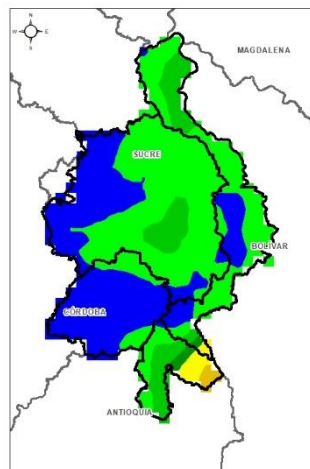 N
W E
S
MAGDALENA
SUCRE
BOLIVAR
CÓRDOBA
ANTIOQUIA